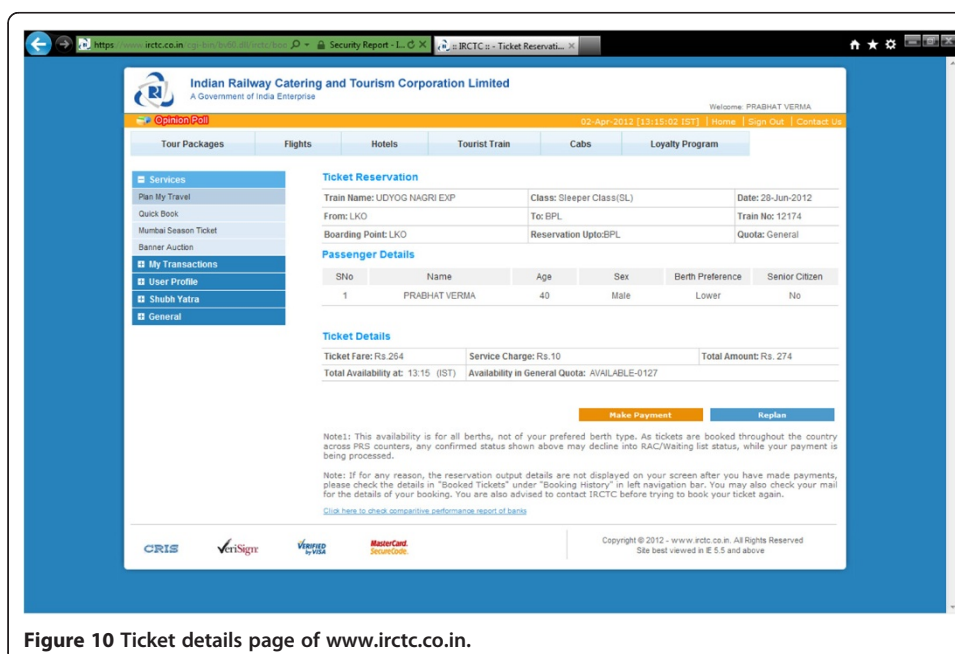 https://www.irctc.co.in/cgi-bin/bv60.dll/irctc/boo
Security Report - I...
:: IRCTC :: - Ticket Reservati...
Indian Railway Catering and Tourism Corporation Limited
A Government of India Enterprise
Welcome: PRABHAT VERMA
Opinion Poll
02-Apr-2012 [13:15:02 IST] | Home | Sign Out | Contact Us
Tour Packages Flights Hotels Tourist Train Cabs Loyalty Program
Services
Plan My Travel
Quick Book
Mumbai Season Ticket
Banner Auction
My Transactions
User Profile
Shubh Yatra
General
Ticket Reservation
Train Name: UDYOG NAGRI EXP Class: Sleeper Class(SL) Date: 28-Jun-2012
From: LKO To: BPL Train No: 12174
Boarding Point: LKO Reservation Upto:BPL Quota: General
Passenger Details
SNo Name Age Sex Berth Preference Senior Citizen
1 PRABHAT VERMA 40 Male Lower No
Ticket Details
Ticket Fare: Rs.264 Service Charge: Rs.10 Total Amount: Rs. 274
Total Availability at: 13:15 (IST) Availability in General Quota: AVAILABLE-0127
Make Payment Replan
Note1: This availability is for all berths, not of your prefered berth type. As tickets are booked throughout the country
across PRS counters, any confirmed status shown above may decline into RAC/Waiting list status, while your payment is
being processed.
Note: If for any reason, the reservation output details are not displayed on your screen after you have made payments,
please check the details in "Booked Tickets" under "Booking History" in left navigation bar. You may also check your mail
for the details of your booking. You are also advised to contact IRCTC before trying to book your ticket again.
Click here to check comparitive performance report of banks
CRIS VeriSign VERIFIED by VISA MasterCard. SecureCode.
Copyright © 2012 - www.irctc.co.in. All Rights Reserved
Site best viewed in IE 5.5 and above
Figure 10 Ticket details page of www.irctc.co.in.